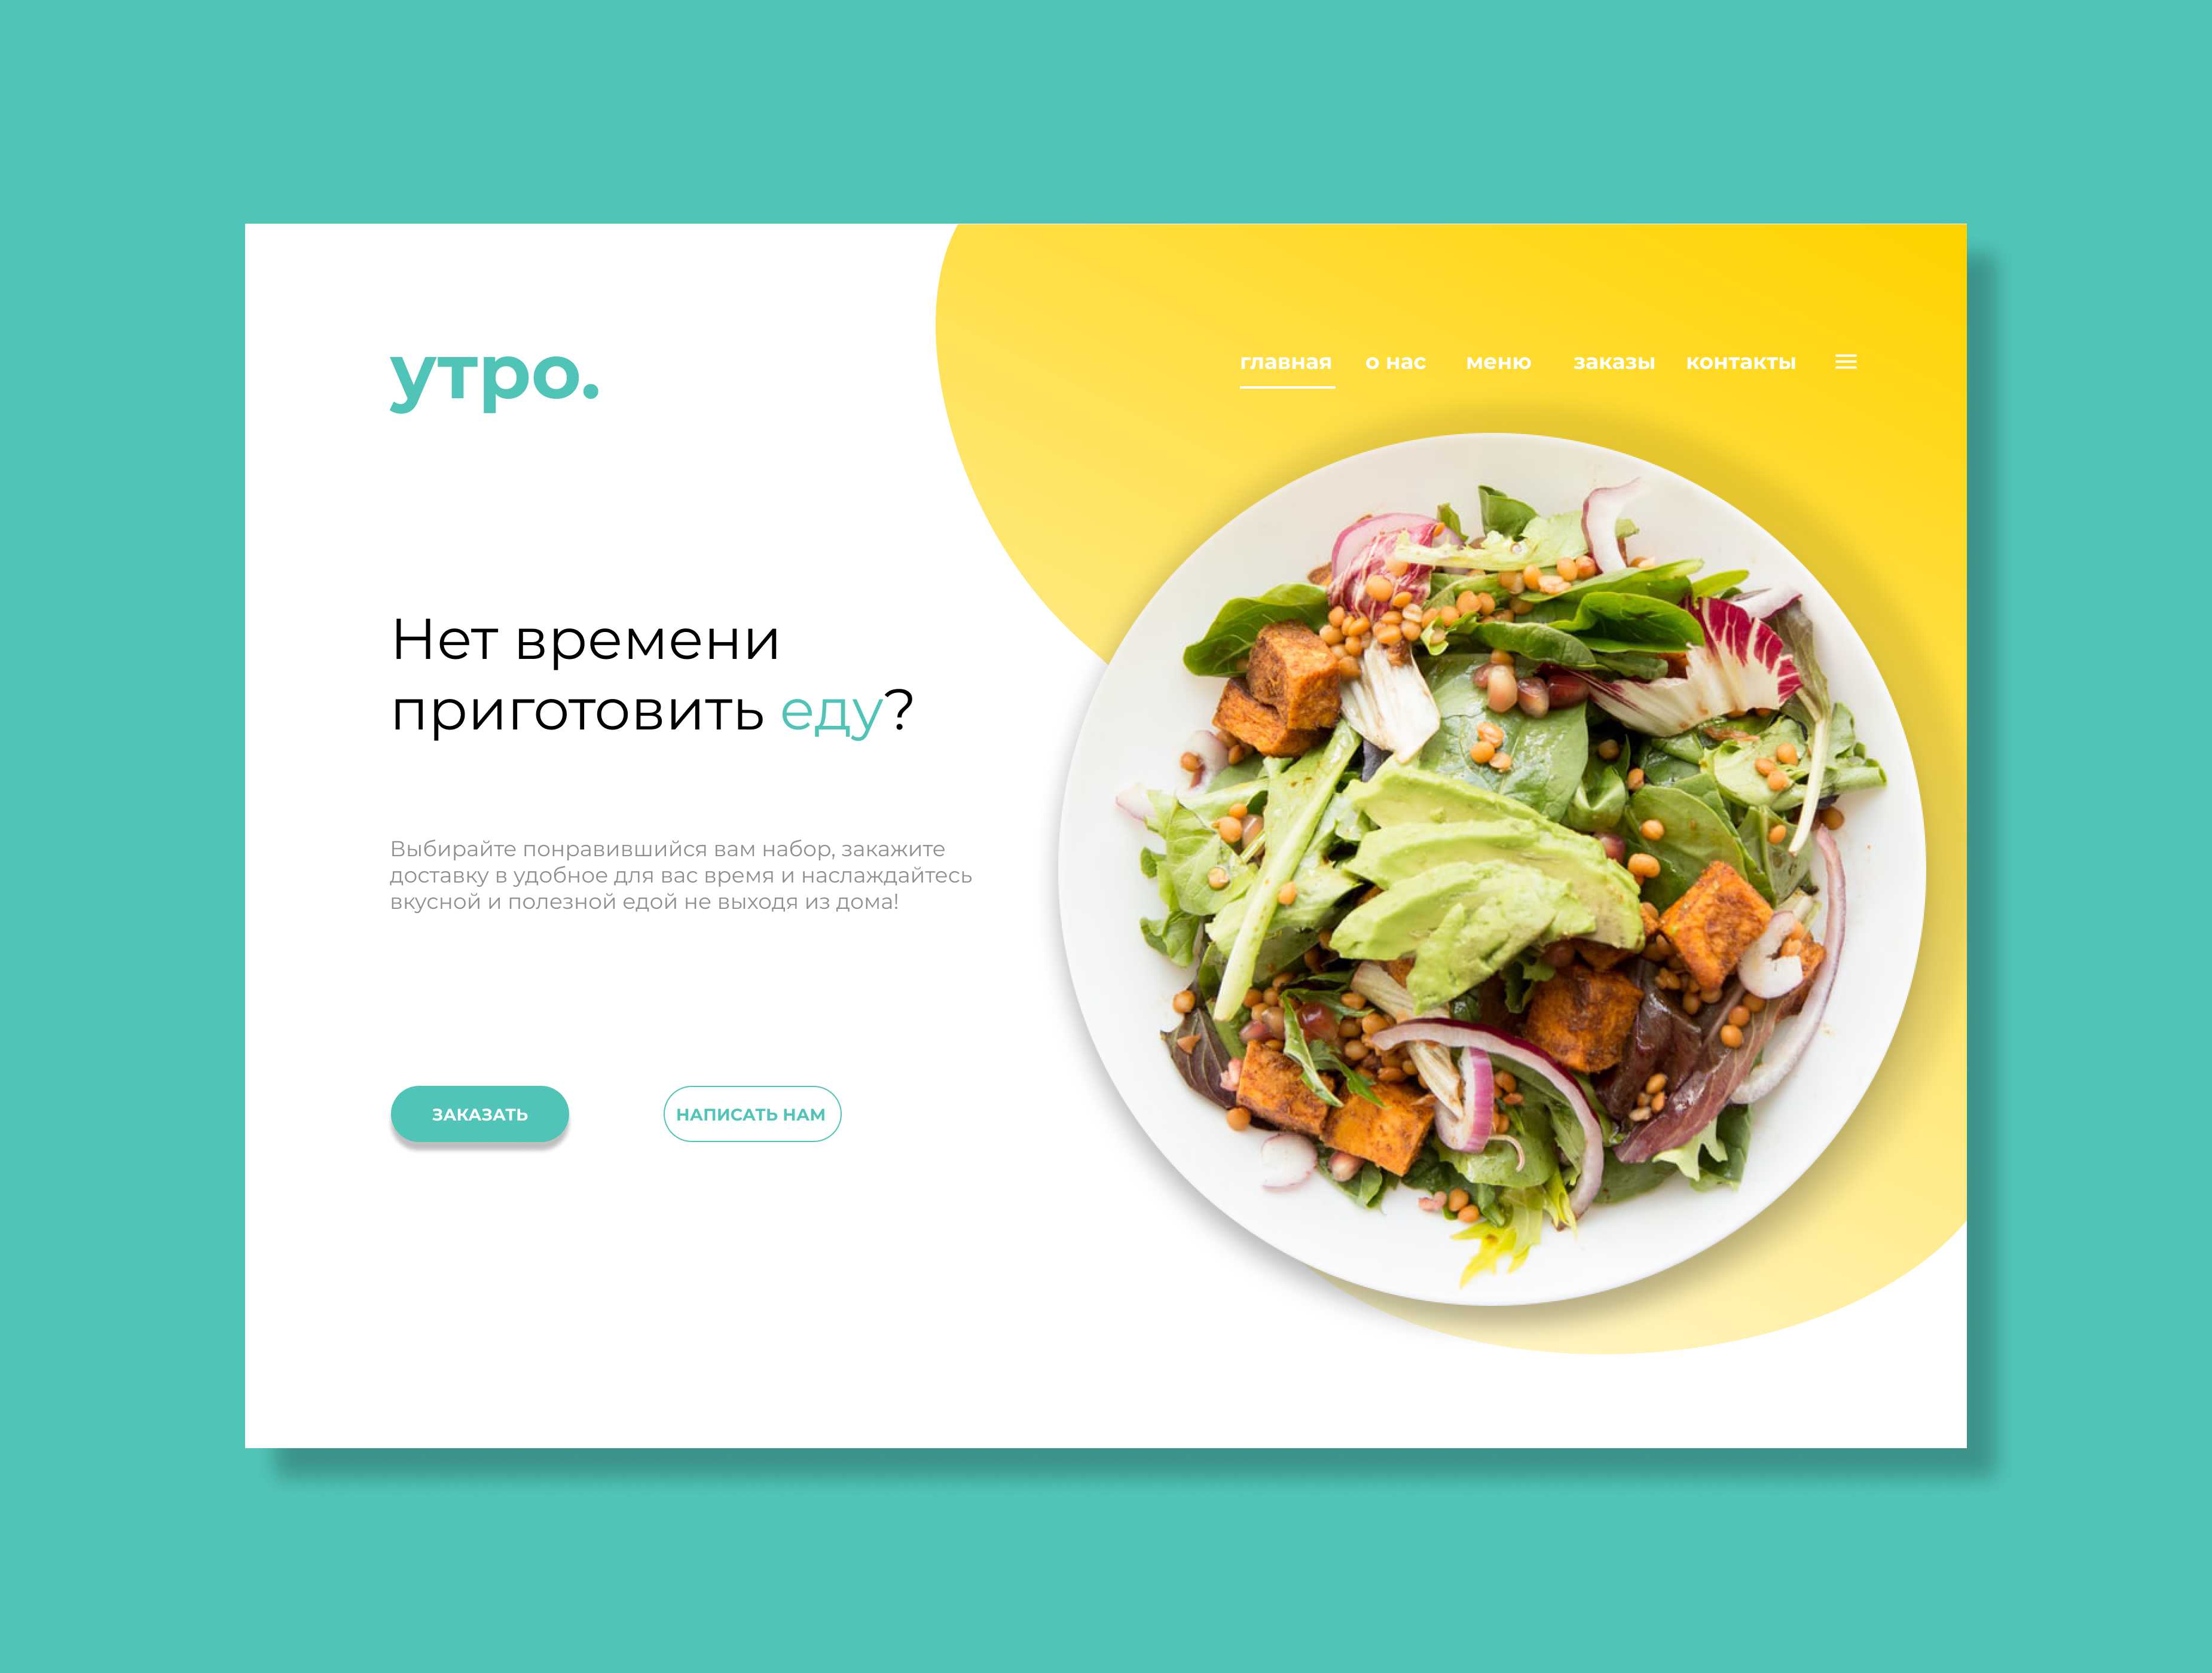 утро.
главная о нас меню заказы контакты
Нет времени
приготовить еду?
Выбирайте понравившийся вам набор, закажите
доставку в удобное для вас время и наслаждайтесь
вкусной и полезной едой не выходя из дома!
ЗАКАЗАТЬ
НАПИСАТЬ НАМ